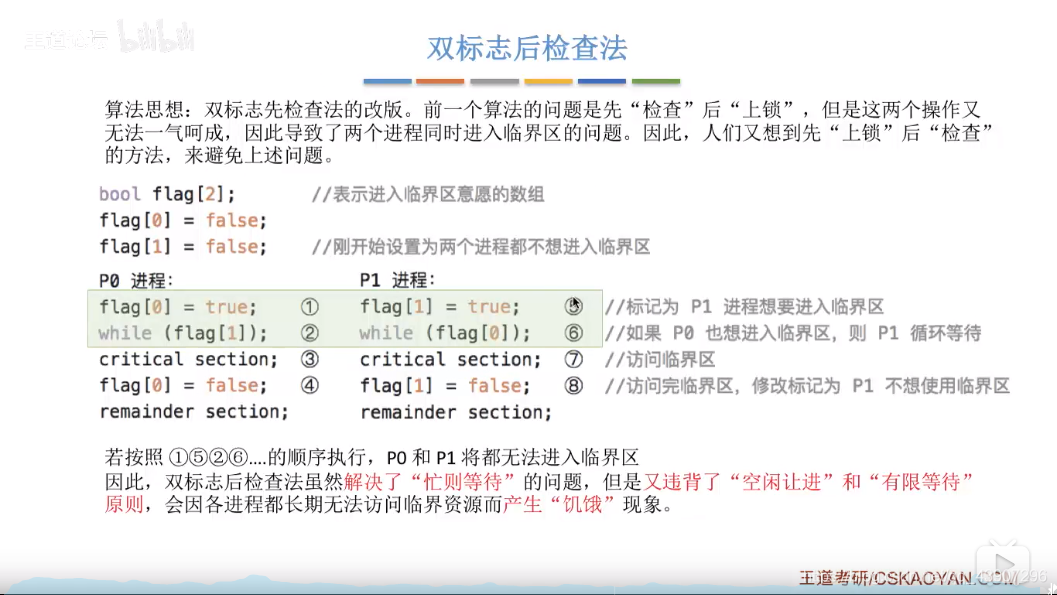 bilibili
双标志后检查法
算法思想：双标志先检查法的改版。前一个算法的问题是先“检查”后“上锁”，但是这两个操作又
无法一气呵成，因此导致了两个进程同时进入临界区的问题。因此，人们又想到先“上锁”后“检查”
的方法，来避免上述问题。
bool flag[2]; //表示进入临界区意愿的数组
flag[0] = false;
flag[1] = false; //刚开始设置为两个进程都不想进入临界区
P0 进程: P1 进程:
flag[0] = true; ① flag[1] = true; ⑤ //标记为 P1 进程想要进入临界区
while (flag[1]); ② while (flag[0]); ⑥ //如果 P0 也想进入临界区，则 P1 循环等待
critical section; ③ critical section; ⑦ //访问临界区
flag[0] = false; ④ flag[1] = false; ⑧ //访问完临界区，修改标记为 P1 不想使用临界区
remainder section; remainder section;
若按照 ①⑤②⑥....的顺序执行，P0 和 P1 将都无法进入临界区
因此，双标志后检查法虽然解决了“忙则等待”的问题，但是又违背了“空闲让进”和“有限等待”
原则，会因各进程都长期无法访问临界资源而产生“饥饿”现象。
王道考研/CSKAOYAN.COM